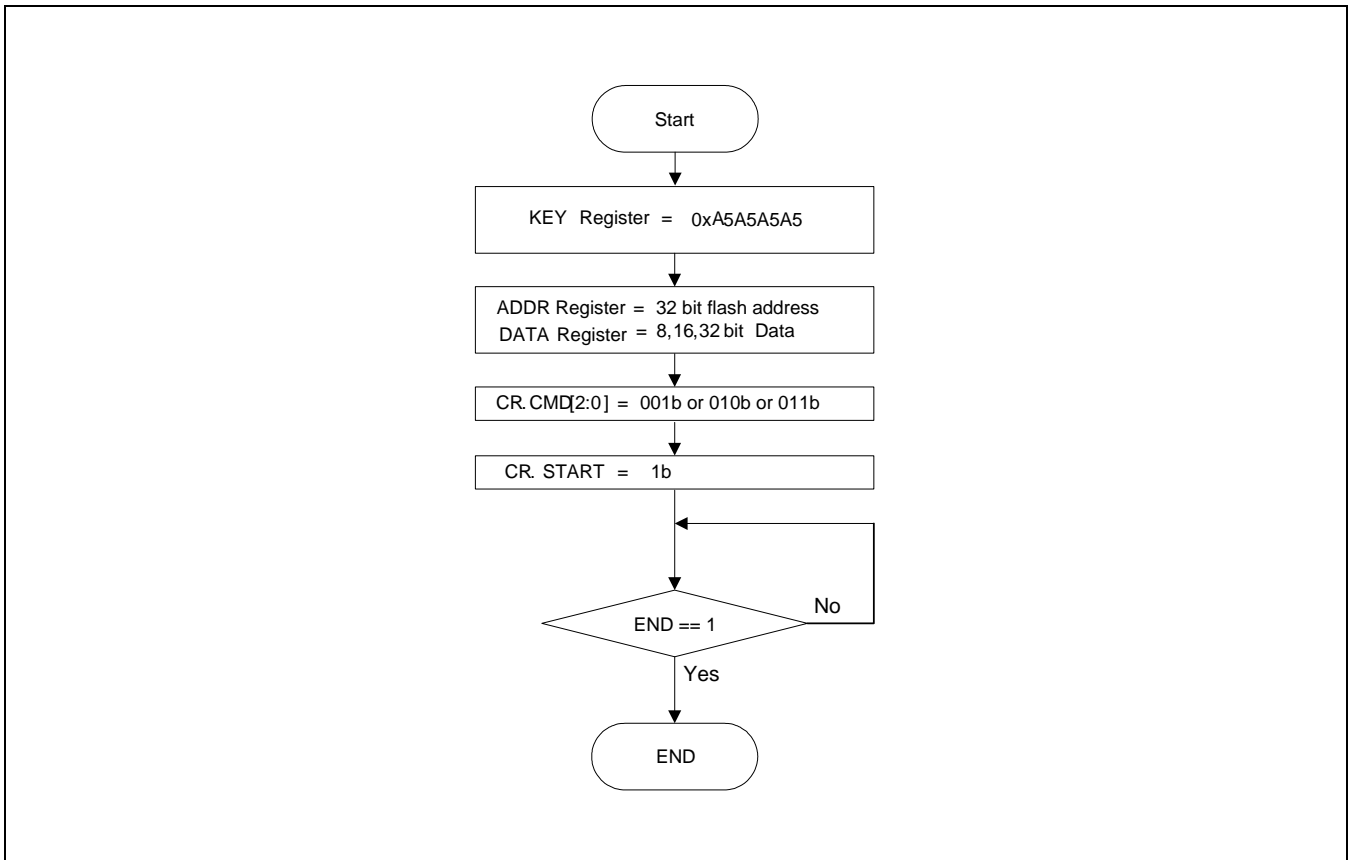 Start
KEY Register = 0xA5A5A5A5
ADDR Register = 32 bit flash address
DATA Register = 8,16,32 bit Data
CR.CMD[2:0] = 001b or 010b or 011b
CR. START = 1b
END == 1
No
Yes
END